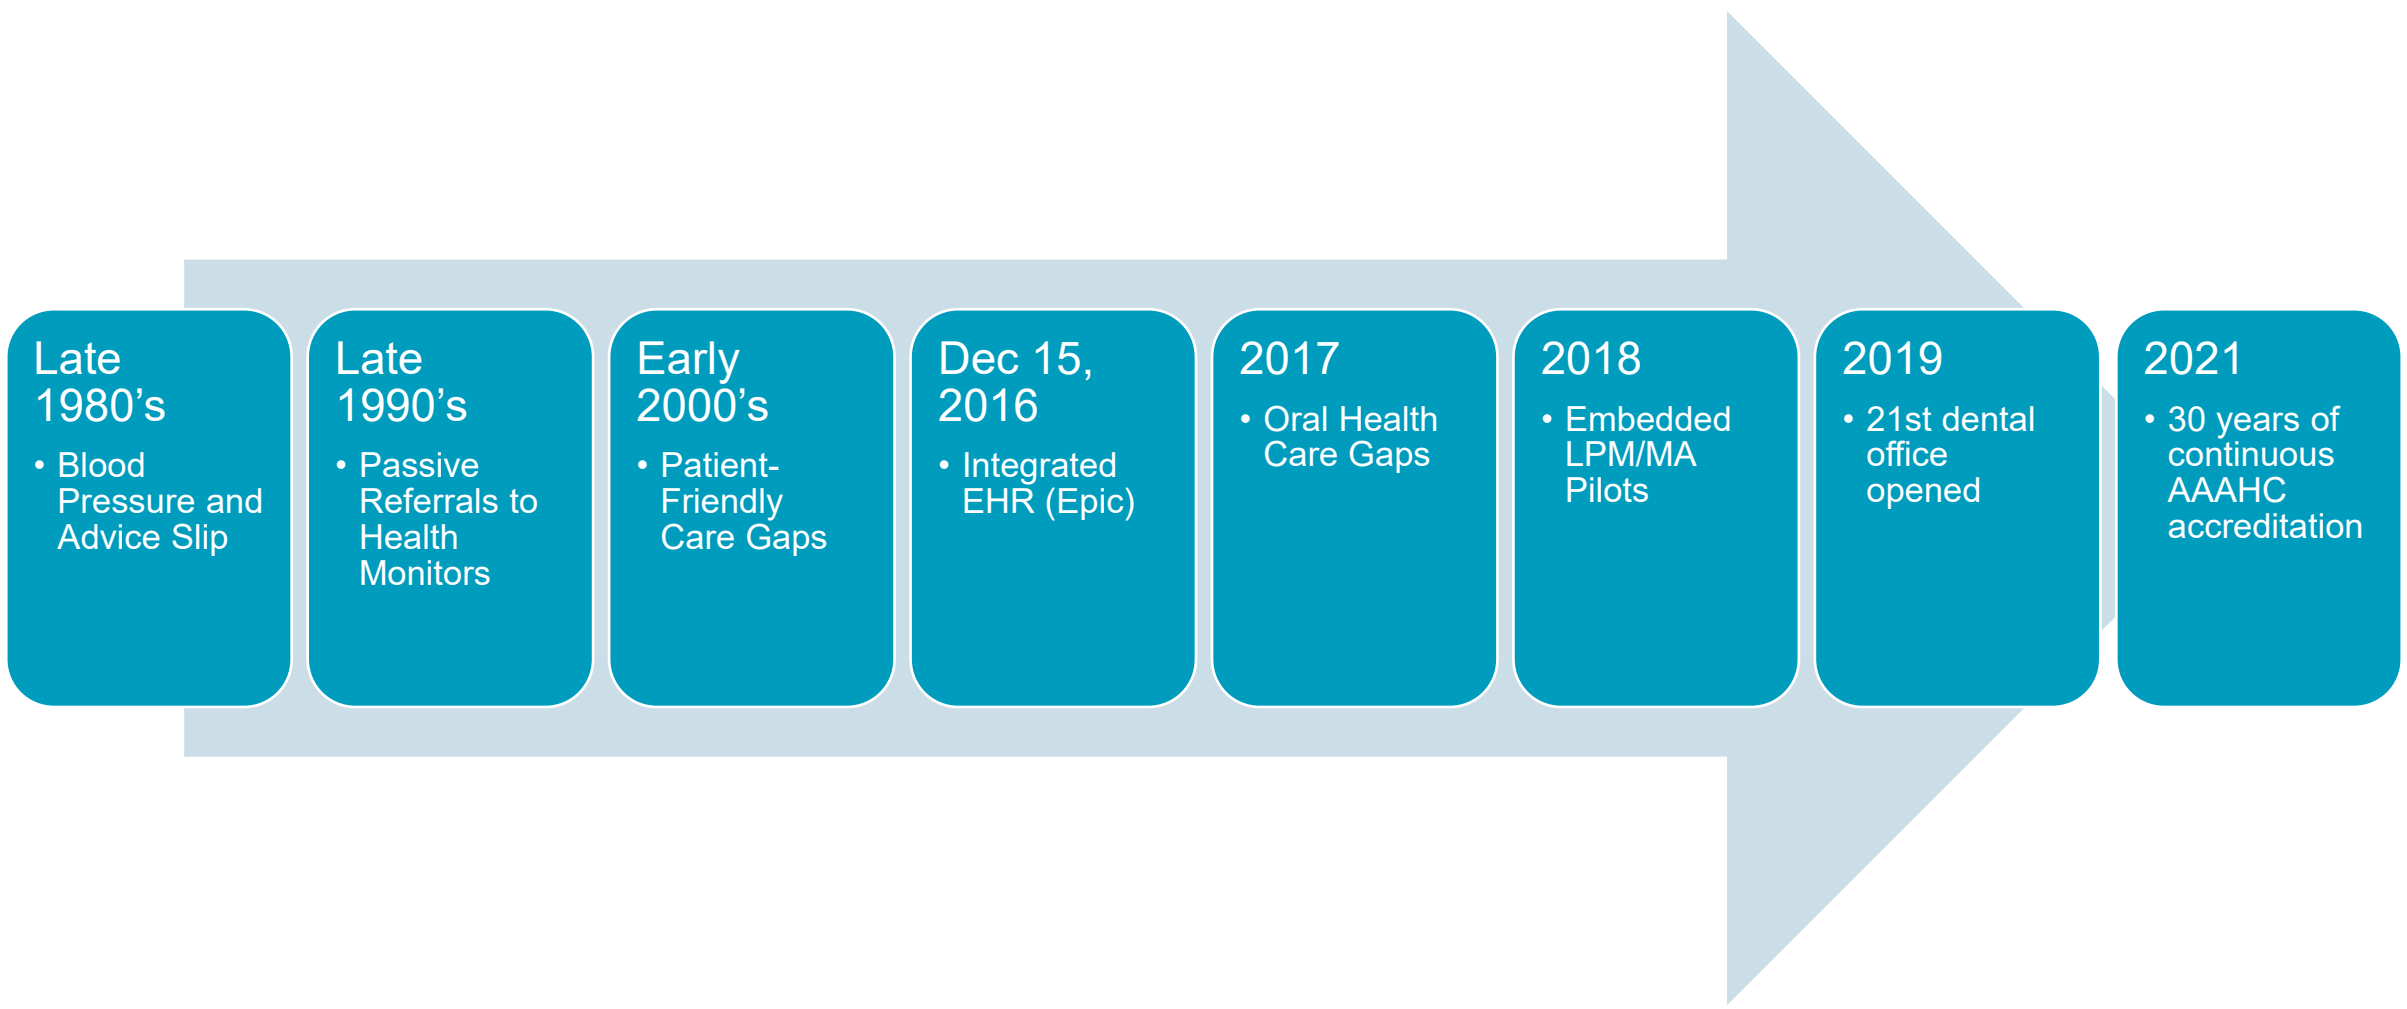 Late
1980’s
• Blood
Pressure and
Advice Slip
Late
1990’s
• Passive
Referrals to
Health
Monitors
Early
2000’s
• Patient-
Friendly
Care Gaps
Dec 15,
2016
• Integrated
EHR (Epic)
2017
• Oral Health
Care Gaps
2018
• Embedded
LPM/MA
Pilots
2019
• 21st dental
office
opened
2021
• 30 years of
continuous
AAAHC
accreditation